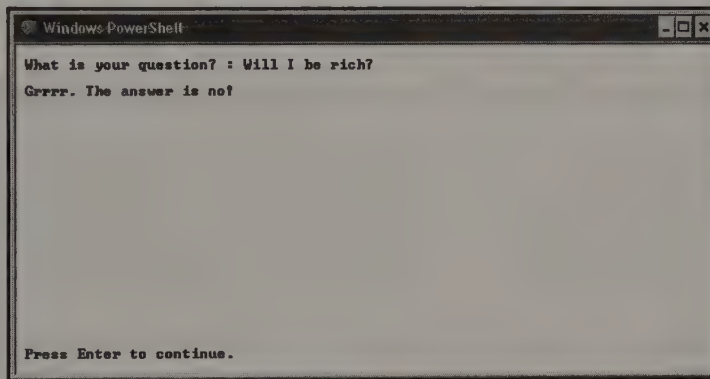 Windows PowerShell
What is your question? : Will I be rich?
Grrrr. The answer is no!
Press Enter to continue.